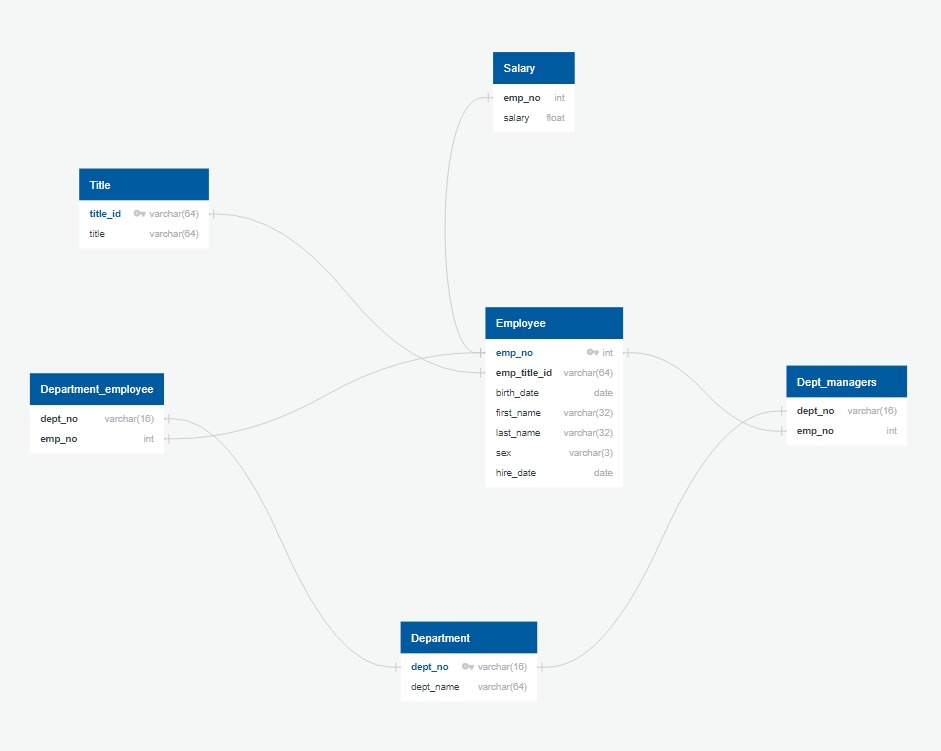 Salary
emp_no int
salary float
Title
title_id varchar(64)
title varchar(64)
Employee
emp_no int
emp_title_id varchar(64)
birth_date date
first_name varchar(32)
last_name varchar(32)
sex varchar(3)
hire_date date
Department_employee
dept_no varchar(16)
emp_no int
Dept_managers
dept_no varchar(16)
emp_no int
Department
dept_no varchar(16)
dept_name varchar(64)